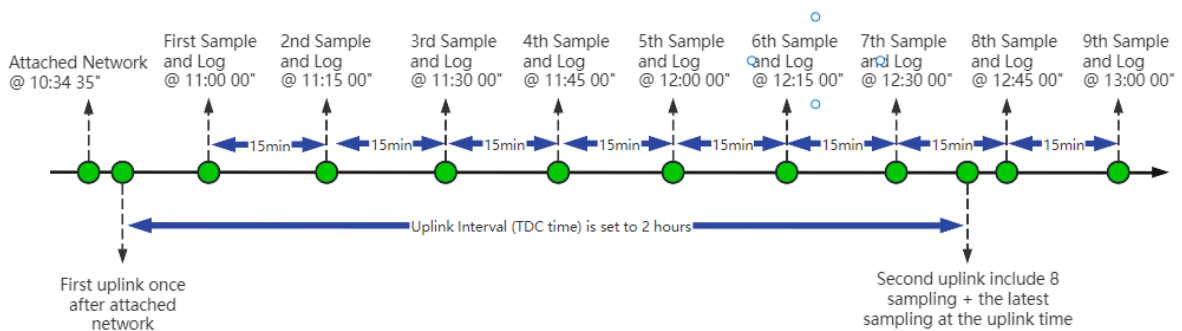 Attached Network
@ 10:34 35"
First Sample
and Log
@ 11:00 00"
2nd Sample
and Log
@ 11:15 00"
3rd Sample
and Log
@ 11:30 00"
4th Sample
and Log
@ 11:45 00"
5th Sample
and Log
@ 12:00 00"
6th Sample
and Log
@ 12:15 00"
7th Sample
and Log
@ 12:30 00"
8th Sample
and Log
@ 12:45 00"
9th Sample
and Log
@ 13:00 00"
15min
15min
15min
15min
15min
15min
15min
15min
Uplink Interval (TDC time) is set to 2 hours
First uplink once
after attached
network
Second uplink include 8
sampling + the latest
sampling at the uplink time